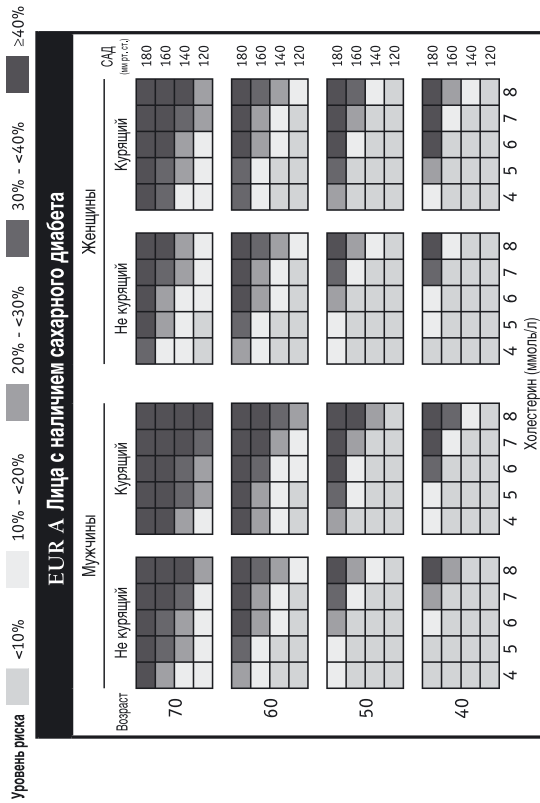 Уровень риска <10% 10% - <20% 20% - <30% 30% - <40% ≥40%
EUR A Лица с наличием сахарного диабета
Мужчины Женщины
САД
Возраст Не курящий Курящий Не курящий Курящий (мм рт. ст.)
180
160
70
140
120
180
160
60
140
120
180
160
50
140
120
180
160
40
140
120
4 5 6 7 8 4 5 6 7 8 4 5 6 7 8 4 5 6 7 8
Холестерин (ммоль/л)